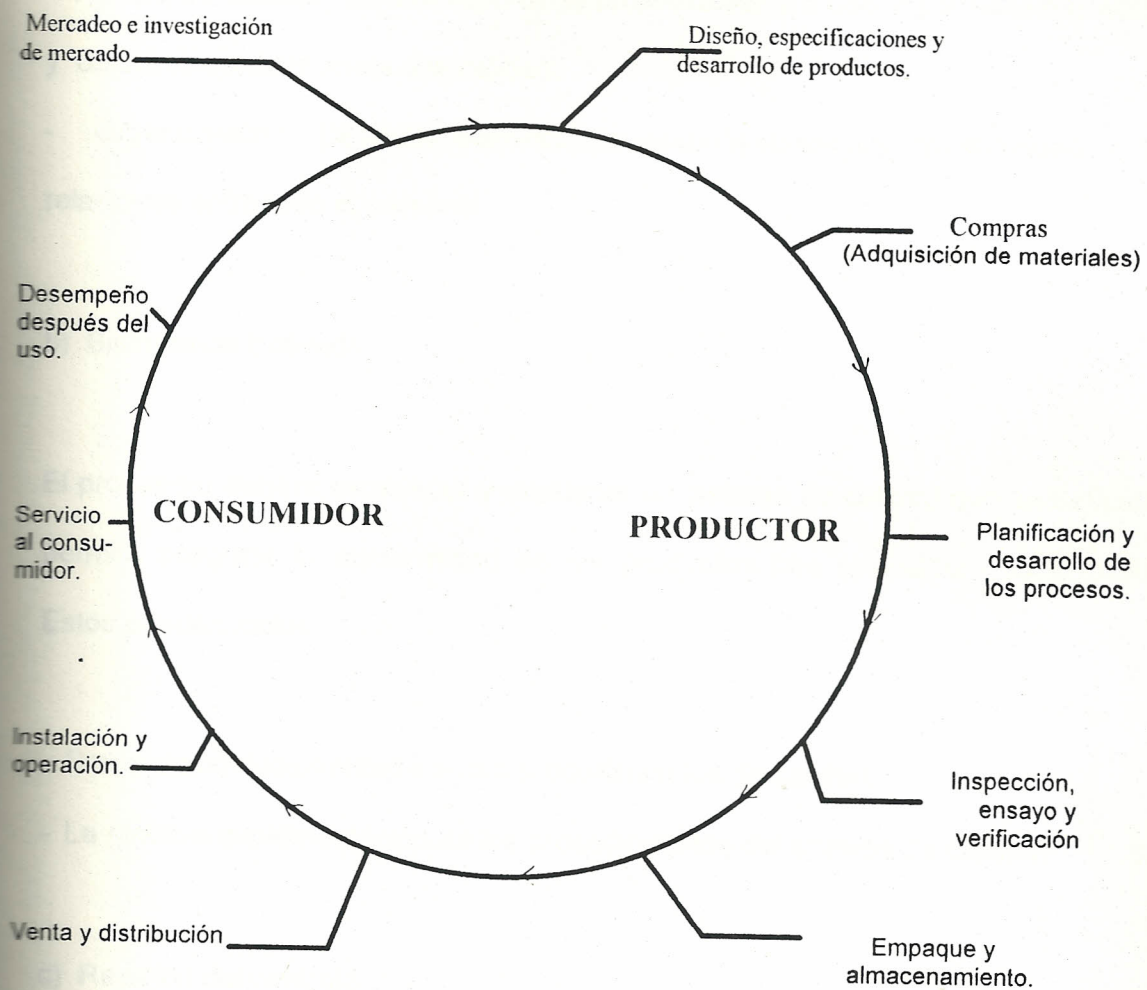 Mercadeo e investigación
de mercado
Diseño, especificaciones y
desarrollo de productos.
Compras
(Adquisición de materiales)
Planificación y
desarrollo de
los procesos.
Inspección,
ensayo y
verificación
Empaque y
almacenamiento.
Venta y distribución
Instalación y
operación.
Servicio
al consu-
midor.
Desempeño
después del
uso.
CONSUMIDOR
PRODUCTOR